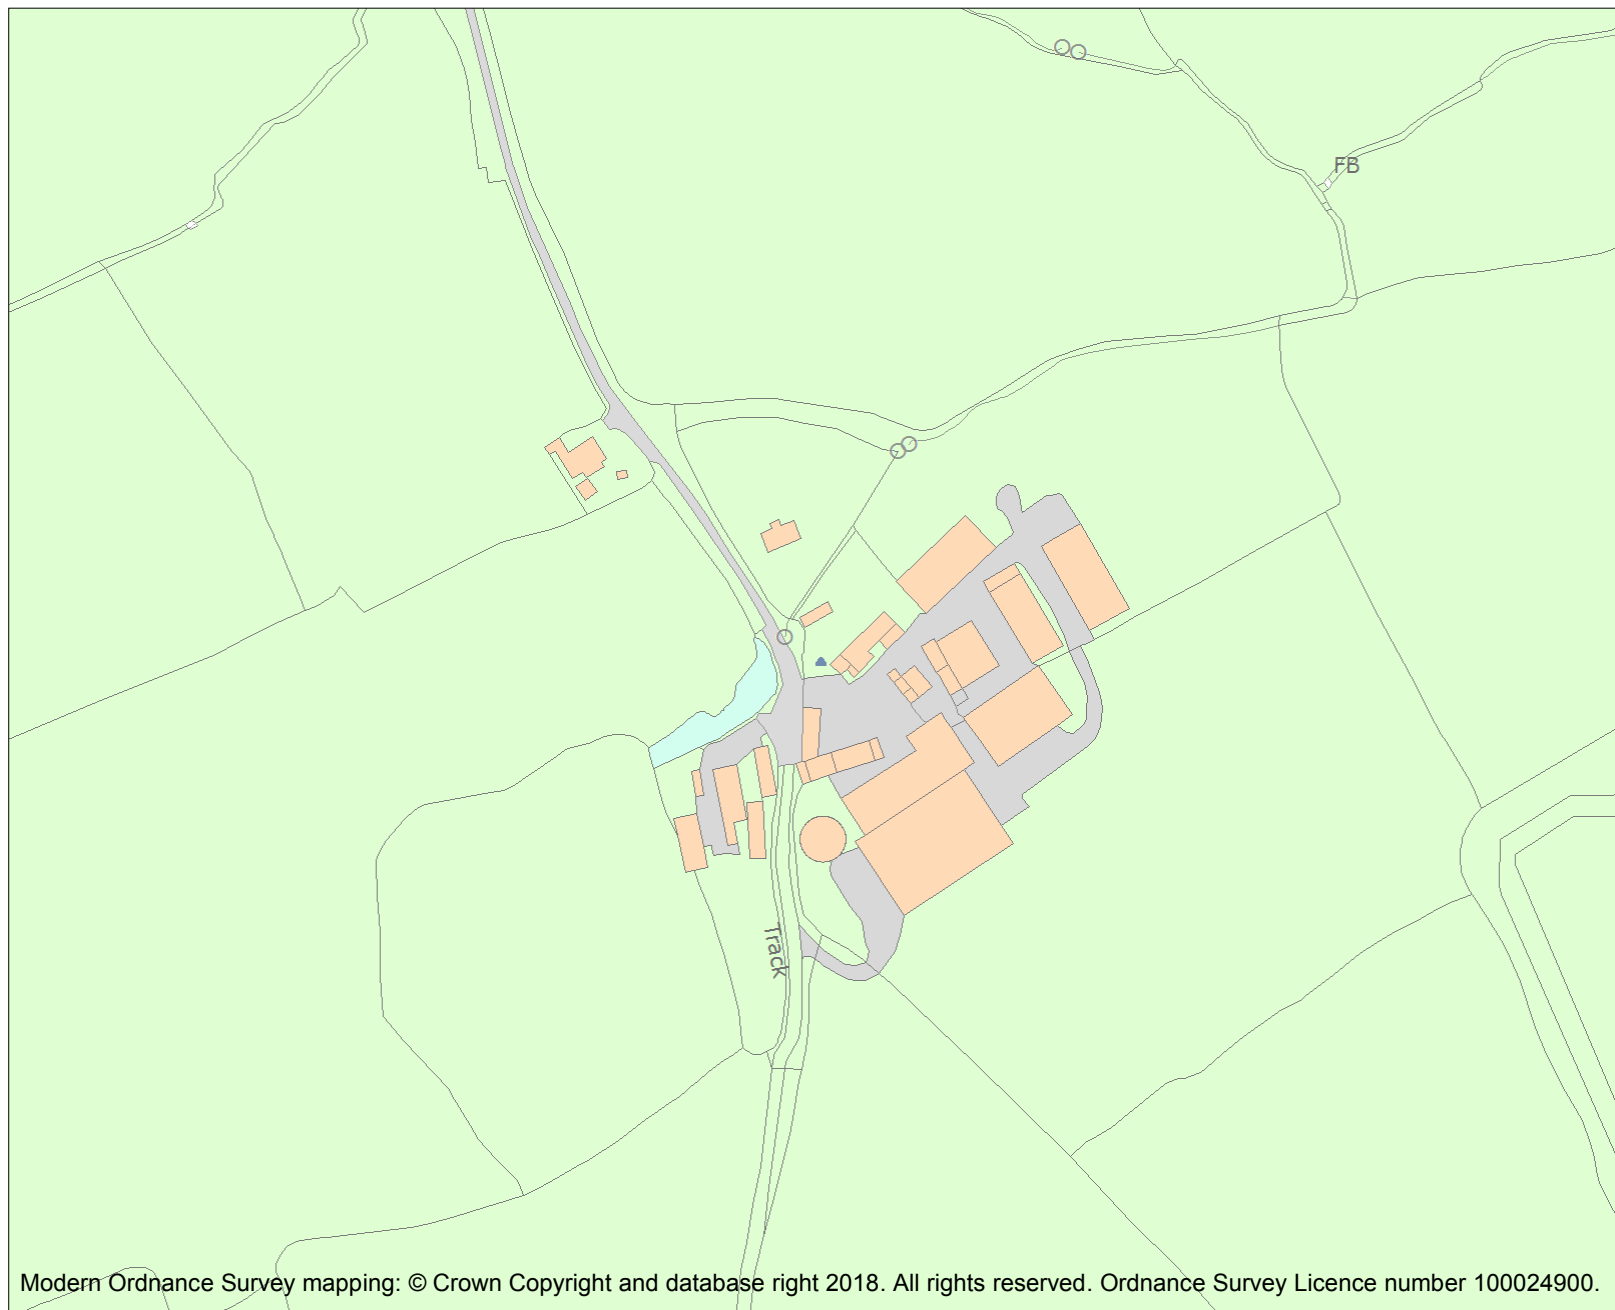 FB
Track
Modern Ordnance Survey mapping: © Crown Copyright and database right 2018. All rights reserved. Ordnance Survey Licence number 100024900.